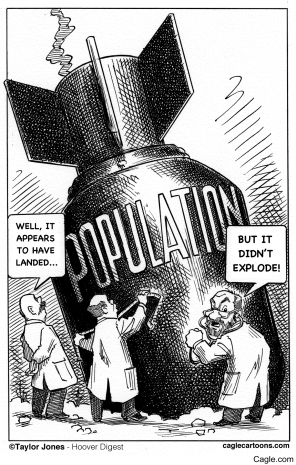 POPULATION
WELL, IT
APPEARS
TO HAVE
LANDED...
BUT IT
DIDN'T
EXPLODE!
©Taylor Jones - Hoover Digest
caglecartoons.com
Cagle.com